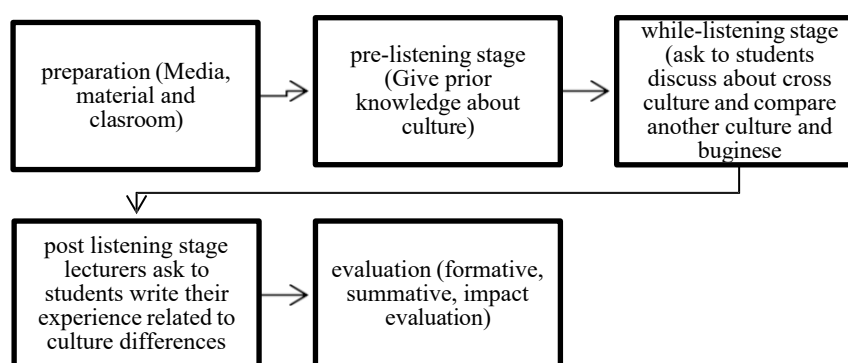 preparation (Media,
material and
clasroom)
pre-listening stage
(Give prior
knowledge about
culture)
while-listening stage
(ask to students
discuss about cross
culture and compare
another culture and
buginese
post listening stage
lecturers ask to
students write their
experience related to
culture differences
evaluation (formative,
summative, impact
evaluation)